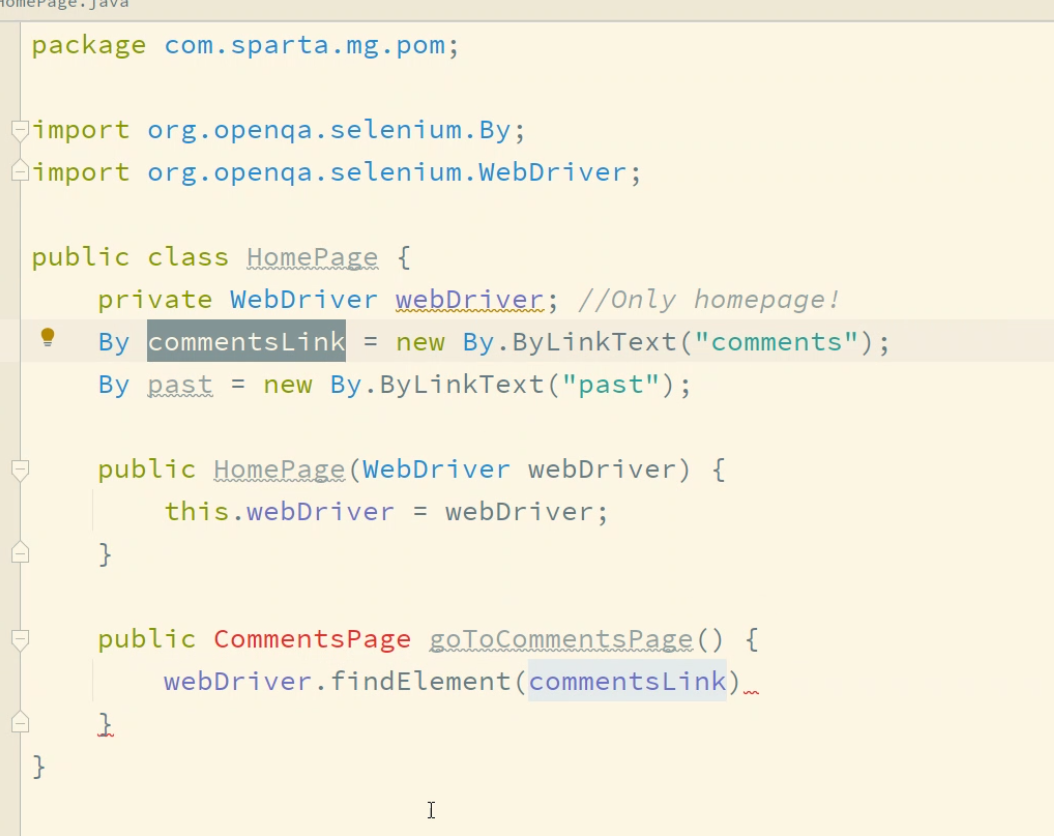 HomePage.java
package com.sparta.mg.pom;
import org.openqa.selenium.By;
import org.openqa.selenium.WebDriver;
public class HomePage {
private WebDriver webDriver; //Only homepage!
By commentsLink = new By.ByLinkText("comments");
By past = new By.ByLinkText("past");
public HomePage(WebDriver webDriver) {
this.webDriver = webDriver;
}
public CommentsPage goToCommentsPage() {
webDriver.findElement(commentsLink)
}
}